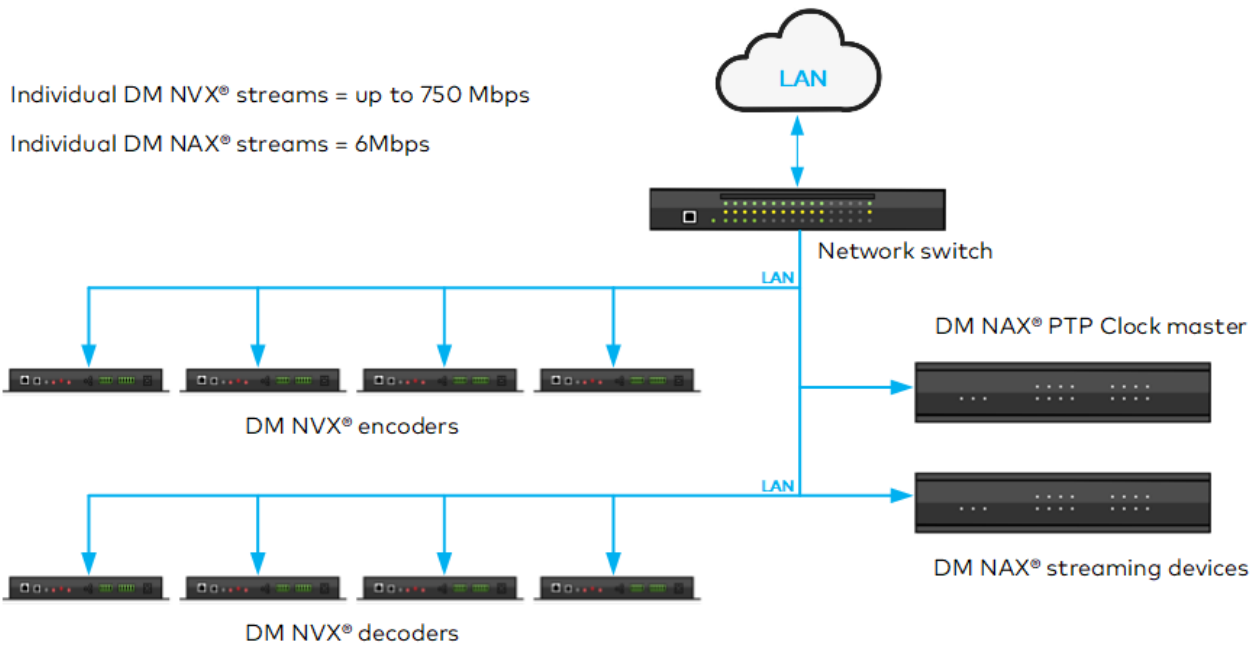 LAN
Individual DM NVX® streams = up to 750 Mbps
Individual DM NAX® streams = 6Mbps
Network switch
LAN
DM NAX® PTP Clock master
DM NVX® encoders
LAN
DM NAX® streaming devices
DM NVX® decoders